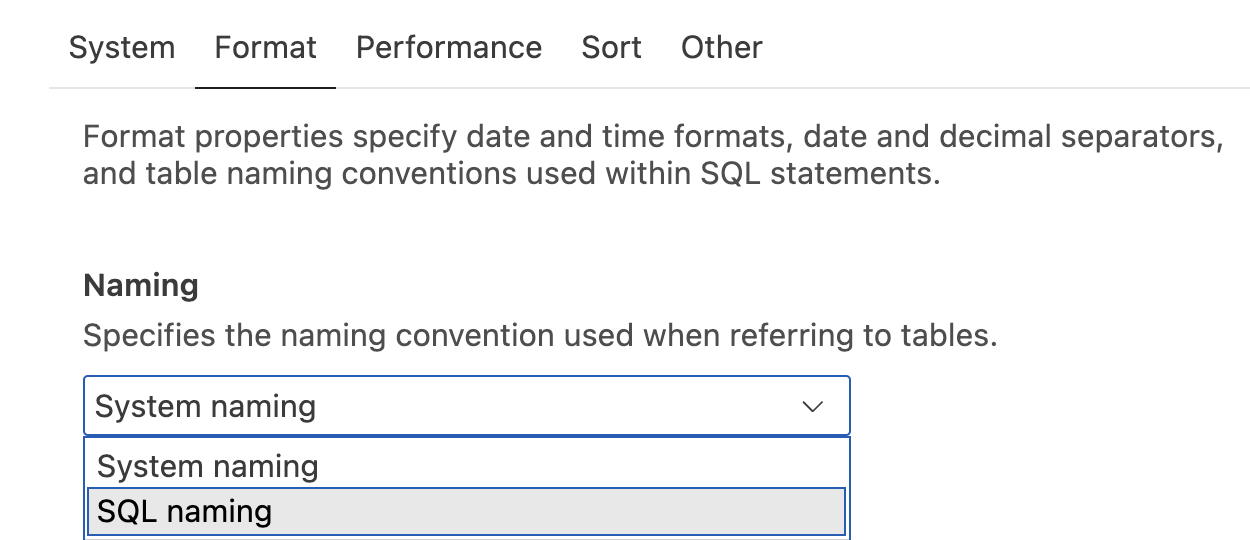 System Format Performance Sort Other
Format properties specify date and time formats, date and decimal separators,
and table naming conventions used within SQL statements.
Naming
Specifies the naming convention used when referring to tables.
System naming
System naming
SQL naming